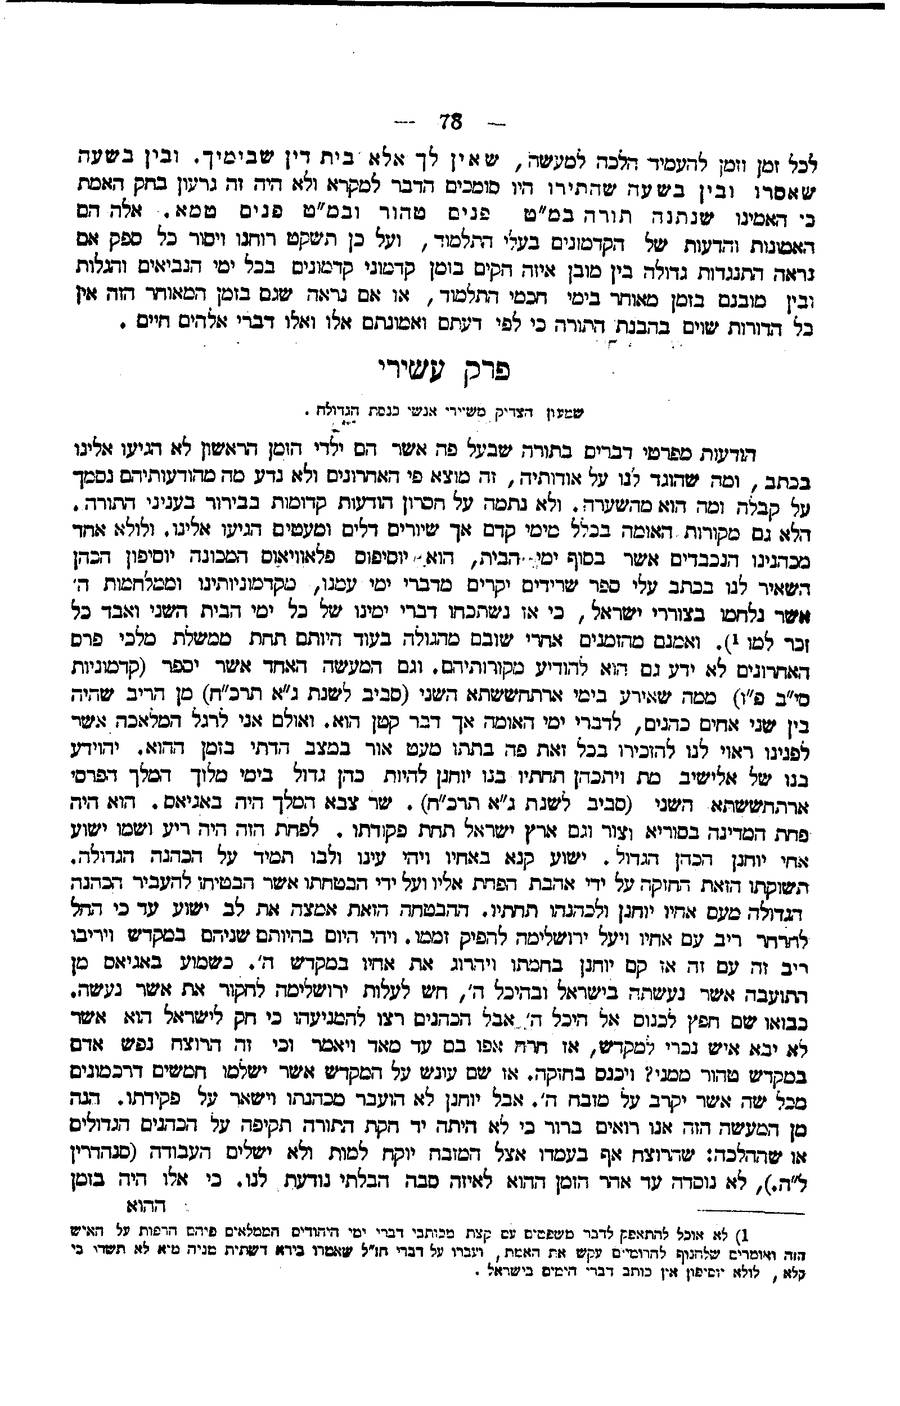 — 78 —
לכל זמן וזמן להעמיד הלכה למעשה, שאין לך אלא בית דין שבימיך. ובין בשעה
שאסרו ובין בשעה שהתירו היו סומכים הדבר למקרא ולא היה זה גרעון בחק האמת
כי האמינו שנתנה תורה במ"ט פנים טהור ובמ"ט פנים טמא. אלה הם
האמונות והדעות של הקדמונים בעלי התלמוד, ועל כן תשקט רוחנו ויסור כל ספק אם
נראה התנגדות גדולה בין מובן איזה חקים בזמן קדמוני קדמונים בכל ימי הנביאים והגלות
ובין מובנם בזמן מאוחר בימי חכמי התלמוד, או אם נראה שגם בזמן המאוחר הזה אין
כל הדורות שוים בהבנת התורה כי לפי דעתם ואמונתם אלו ואלו דברי אלהים חיים.
פרק עשירי
שמעון הצדיק משיירי אנשי כנסת הגדולה.
הודעות מפרטי דברים בתורה שבעל פה אשר הם ילדי הזמן הראשון לא הגיעו אלינו
בכתב, ומה שהוגד לנו על אודותיה, זה מוצא פי האחרונים ולא נדע מה מהודעותיהם נסמך
על קבלה ומה הוא מהשערה. ולא נתמה על חסרון הודעות קדומות בבירור בעניני התורה.
הלא גם מקורות האומה בכלל מימי קדם אך שיורים דלים ומעטים הגיעו אלינו. ולולא אחד
מכהנינו הנכבדים אשר בסוף ימי הבית, הוא יוסיפוס פלאוויאוס המכונה יוסיפון הכהן
השאיר לנו בכתב עלי ספר שרידים יקרים מדברי ימי עמנו, מקדמוניותינו וממלחמות ה'
אשר נלחמו בצוררי ישראל, כי אז נשתכחו דברי ימינו של כל ימי הבית השני ואבד כל
זכר למו 1). ואמנם מהזמנים אחרי שובם מהגולה בעוד היותם תחת ממשלת מלכי פרס
האחרונים לא ידע גם הוא להודיע מקורותיהם. וגם המעשה האחד אשר יספר (קדמוניות
סי"ב פ"ז) ממה שאירע בימי ארתחששתא השני (סביב לשנת ג"א תרכ"ח) מן הריב שהיה
בין שני אחים כהנים, לדברי ימי האומה אך דבר קטן הוא. ואולם אני לרגל המלאכה אשר
לפנינו ראוי לנו להזכירו בכל זאת פה בתתו מעט אור במצב הדתי בזמן ההוא. יהוידע
בנו של אלישיב מת ויתכהן תחתיו בנו יוחנן להיות כהן גדול בימי מלוך המלך הפרסי
ארתחששתא השני (סביב לשנת ג"א תרכ"ח). שר צבא המלך היה באגיאס. הוא היה
פחת המדינה בסוריא וצור וגם ארץ ישראל תחת פקודתו. לפחת הזה היה ריע ושמו ישוע
אחי יוחנן הכהן הגדול. ישוע קנא באחיו ויהי עינו ולבו תמיד על הכהנה הגדולה.
תשוקתו הזאת החזקה על ידי אהבת הפחת אליו ועל ידי הבטחתו אשר הבטיחו להעביר הכהנה
הגדולה מעם אחיו יוחנן ולכהנהו תחתיו. ההבטחה הזאת אמצה את לב ישוע עד כי החל
לחרחר ריב עם אחיו ויעל ירושלימה להפיק זממו. ויהי היום בהיותם שניהם במקדש ויריבו
ריב זה עם זה אז קם יוחנן בחמתו ויהרוג את אחיו במקדש ה'. כשמוע באגיאס מן
התועבה אשר נעשתה בישראל ובהיכל ה', חש לעלות ירושלימה לחקור את אשר נעשה.
בבואו שם חפץ לכנוס אל היכל ה' אבל הכהנים רצו להמניעהו כי חק לישראל הוא אשר
לא יבא איש נכרי למקדש, אז חרה אפו בם עד מאד ויאמר וכי זה הרוצח נפש אדם
במקדש טהור ממני? ויכנס בחזקה. אז שם עונש על המקדש אשר ישלמו חמשים דרכמונים
מכל שה אשר יקרב על מזבח ה'. אבל יוחנן לא הועבר מכהנתו וישאר על פקידתו. הנה
מן המעשה הזה אנו רואים ברור כי לא היתה יד חקת התורה תקיפה על הכהנים הגדולים
או שההלכה: שהרוצח אף בעמדו אצל המזבח יוקח למות ולא ישלים העבודה (סנהדרין
ל"ה.), לא נוסדה עד אחר הזמן ההוא לאיזה סבה הבלתי נודעת לנו. כי אלו היה בזמן
ההוא
1) לא אוכל להתאפק לדבר משפטים עם קצת מכותבי דברי ימי היהודים הממלאים פיהם חרפות על האיש
הזה ואומרים שלחנוף להרומיים עקש את האמת, ועברו על דברי חז"ל שאמרו בירא דשתית מניה מיא לא תשדי בי
קלא, לולא יוסיפון אין כותב דברי הימים בישראל.